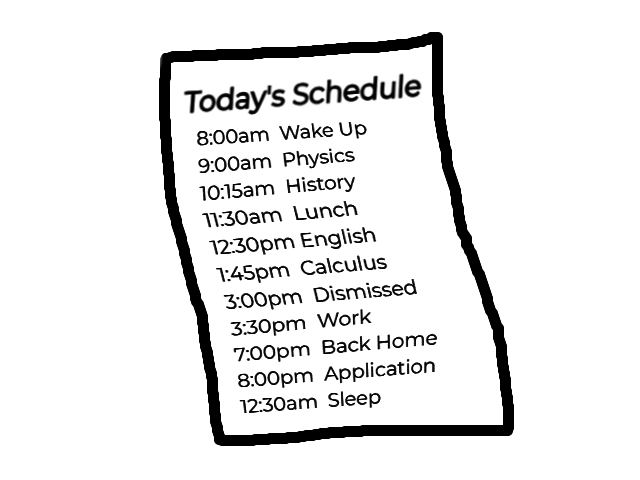 Today's Schedule
8:00am Wake Up
9:00am Physics
10:15am History
11:30am Lunch
12:30pm English
1:45pm Calculus
3:00pm Dismissed
3:30pm Work
7:00pm Back Home
8:00pm Application
12:30am Sleep